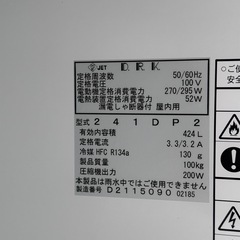 JET D.R.K
定格周波数 50/60Hz
定格電圧 100V
電動機定格消費電力 270/295W
電熱装置定格消費電力 52W
漏電しゃ断器付 屋内用
型式 241DP2
有効内容積 424L
定格電流 3.3/3.2A
冷媒 HFC R134a 130g
製品質量 100kg
圧縮機出力 200W
本製品は雨水中ではご使用できません
製造番号 D2115090 02185